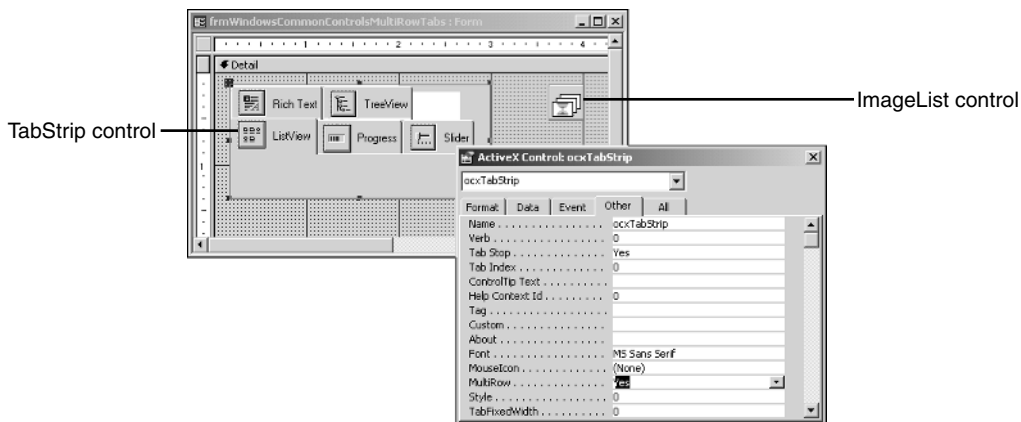 frmWindowsCommonControlsMultiRowTabs : Form
1 2 3 4
Detail
Rich Text TreeView
ImageList control
TabStrip control
ListView Progress Slider
1
ActiveX Control: ocxTabStrip
ocxTabStrip
Format Data Event Other All
Name . . . . . . . . . . . . . . . . ocxTabStrip
Verb . . . . . . . . . . . . . . . . . 0
Tab Stop . . . . . . . . . . . . . . Yes
Tab Index . . . . . . . . . . . . . 0
ControlTip Text . . . . . . . . . .
Help Context Id . . . . . . . . . 0
Tag . . . . . . . . . . . . . . . . . .
Custom . . . . . . . . . . . . . . .
About . . . . . . . . . . . . . . . .
Font . . . . . . . . . . . . . . . . . MS Sans Serif
MouseIcon . . . . . . . . . . . . . (None)
MultiRow . . . . . . . . . . . . . . Yes
Style . . . . . . . . . . . . . . . . . 0
TabFixedWidth . . . . . . . . . . 0